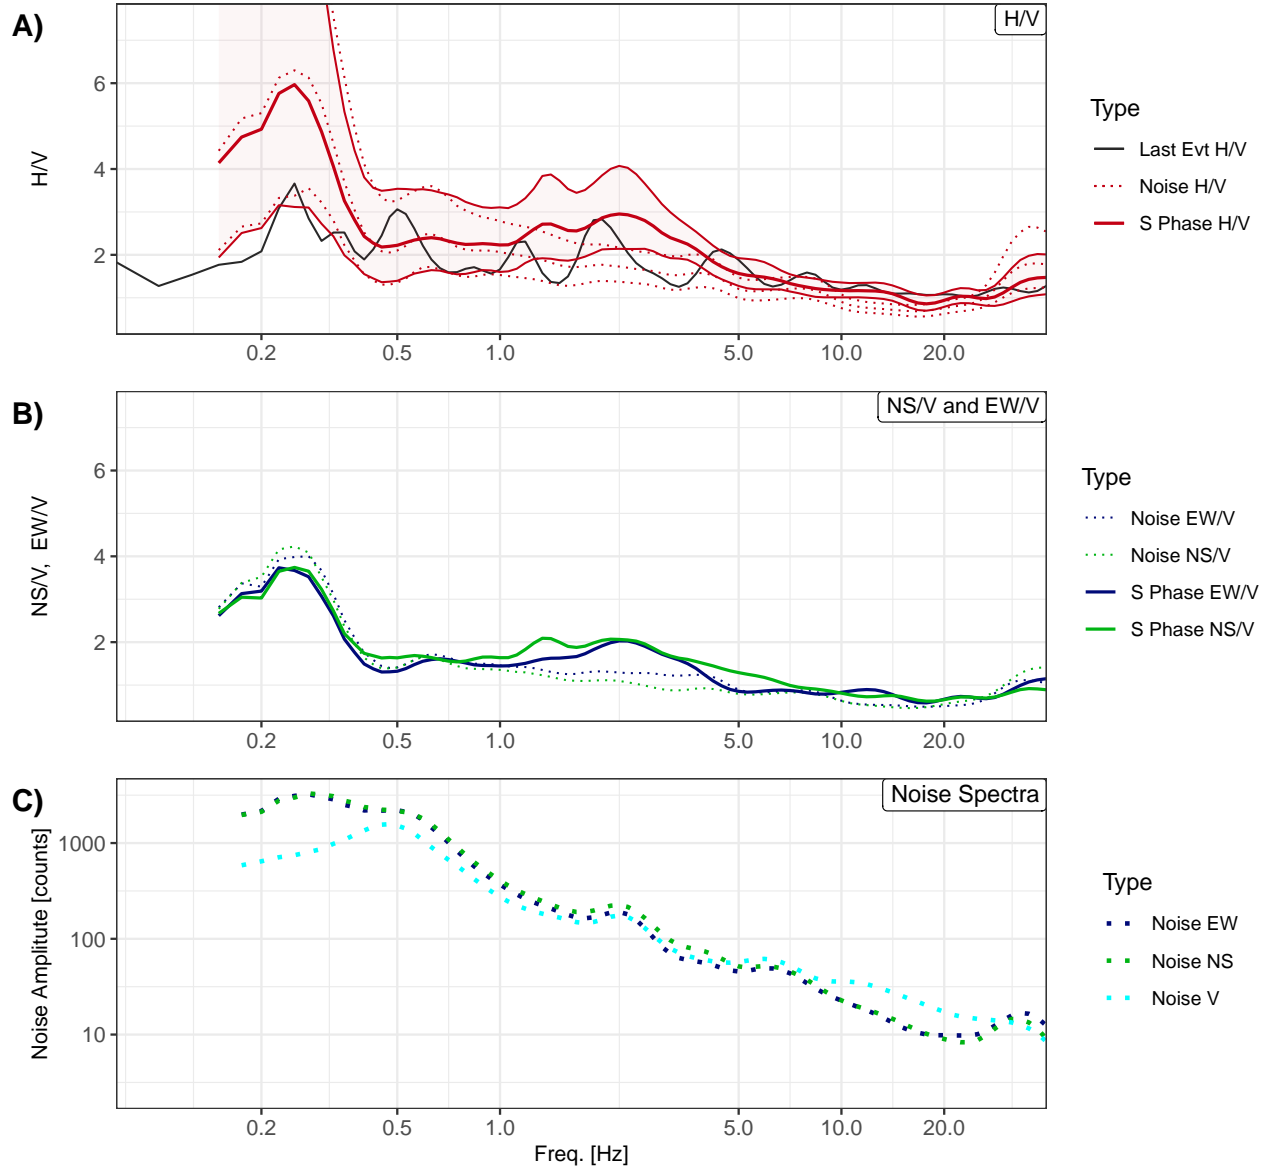 A)
H/V
H/V
6
4
2
0.2 0.5 1.0 5.0 10.0 20.0
Type
Last Evt H/V
Noise H/V
S Phase H/V
B)
NS/V and EW/V
NS/V, EW/V
6
4
2
0.2 0.5 1.0 5.0 10.0 20.0
Type
Noise EW/V
Noise NS/V
S Phase EW/V
S Phase NS/V
C)
Noise Spectra
Noise Amplitute [counts]
1000
100
10
0.2 0.5 1.0 5.0 10.0 20.0
Freq. [Hz]
Type
Noise EW
Noise NS
Noise V